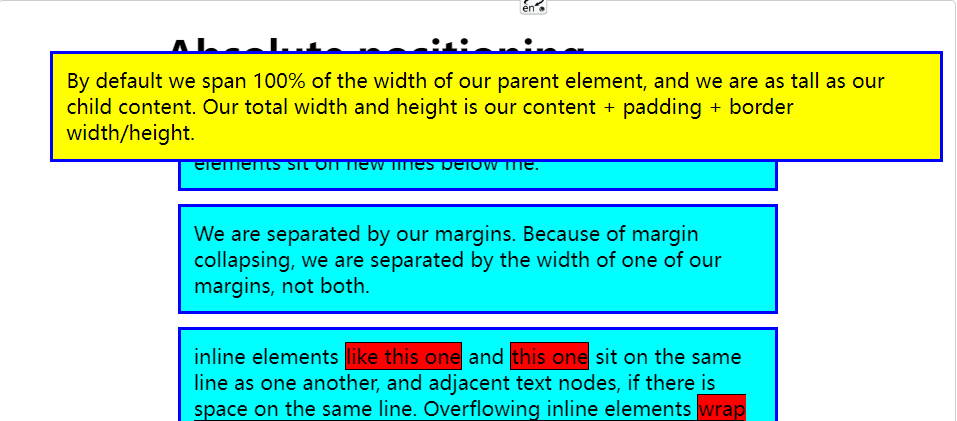 en
Absolute positioning
By default we span 100% of the width of our parent element, and we are as tall as our
child content. Our total width and height is our content + padding + border
width/height.
elements sit on new lines below me.
We are separated by our margins. Because of margin
collapsing, we are separated by the width of one of our
margins, not both.
inline elements like this one and this one sit on the same
line as one another, and adjacent text nodes, if there is
space on the same line. Overflowing inline elements wrap